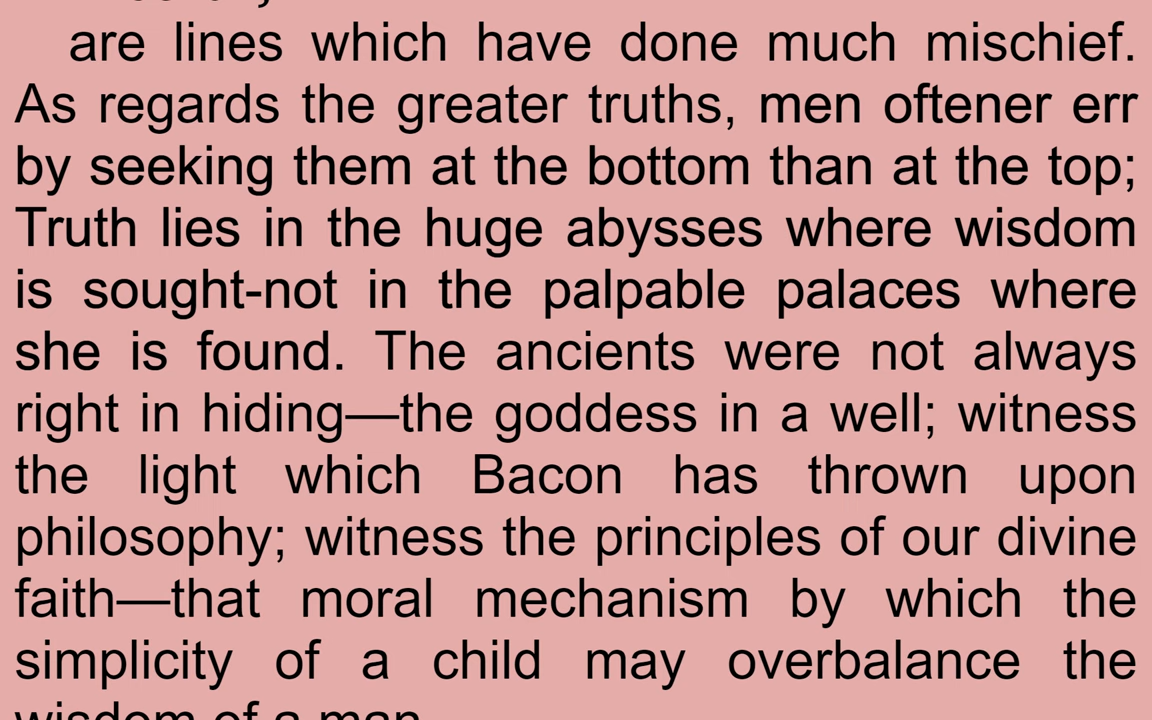 are lines which have done much mischief.
As regards the greater truths, men oftener err
by seeking them at the bottom than at the top;
Truth lies in the huge abysses where wisdom
is sought-not in the palpable palaces where
she is found. The ancients were not always
right in hiding—the goddess in a well; witness
the light which Bacon has thrown upon
philosophy; witness the principles of our divine
faith—that moral mechanism by which the
simplicity of a child may overbalance the
wisdom of a man